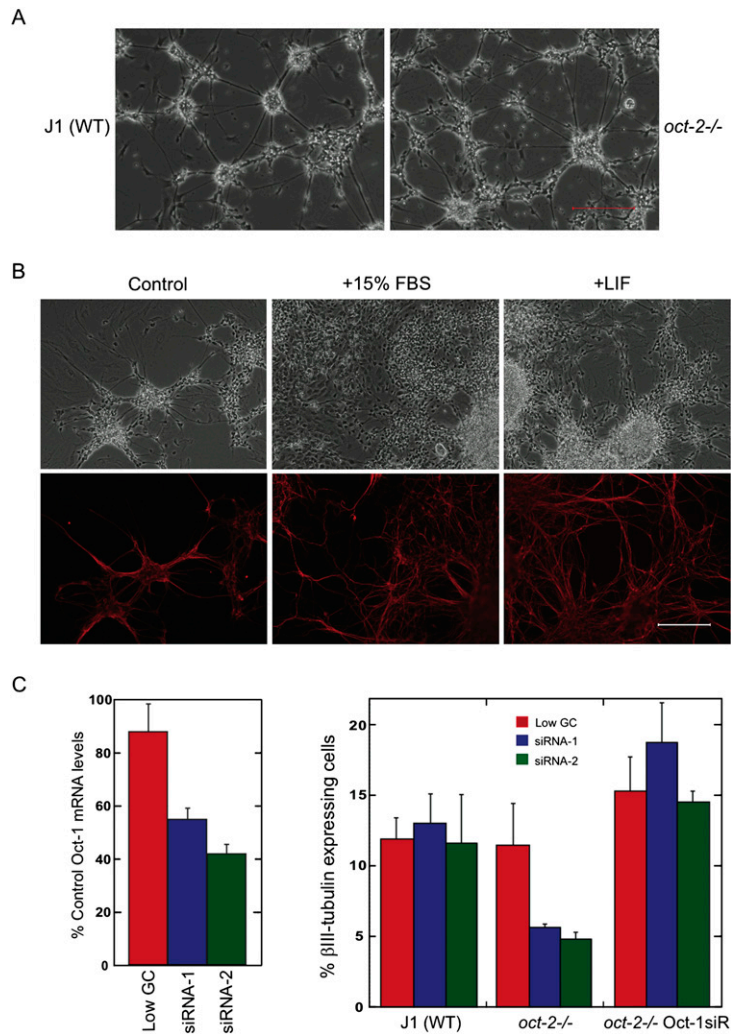 A
J1 (WT)
oct-2-/-
B
Control
+15% FBS
+LIF
C
% Control Oct-1 mRNA levels
100
80
60
40
20
0
Low GC
siRNA-1
siRNA-2
% βIII-tubulin expressing cells
20
15
10
5
0
Low GC
siRNA-1
siRNA-2
J1 (WT)
oct-2-/-
oct-2-/- Oct-1siR